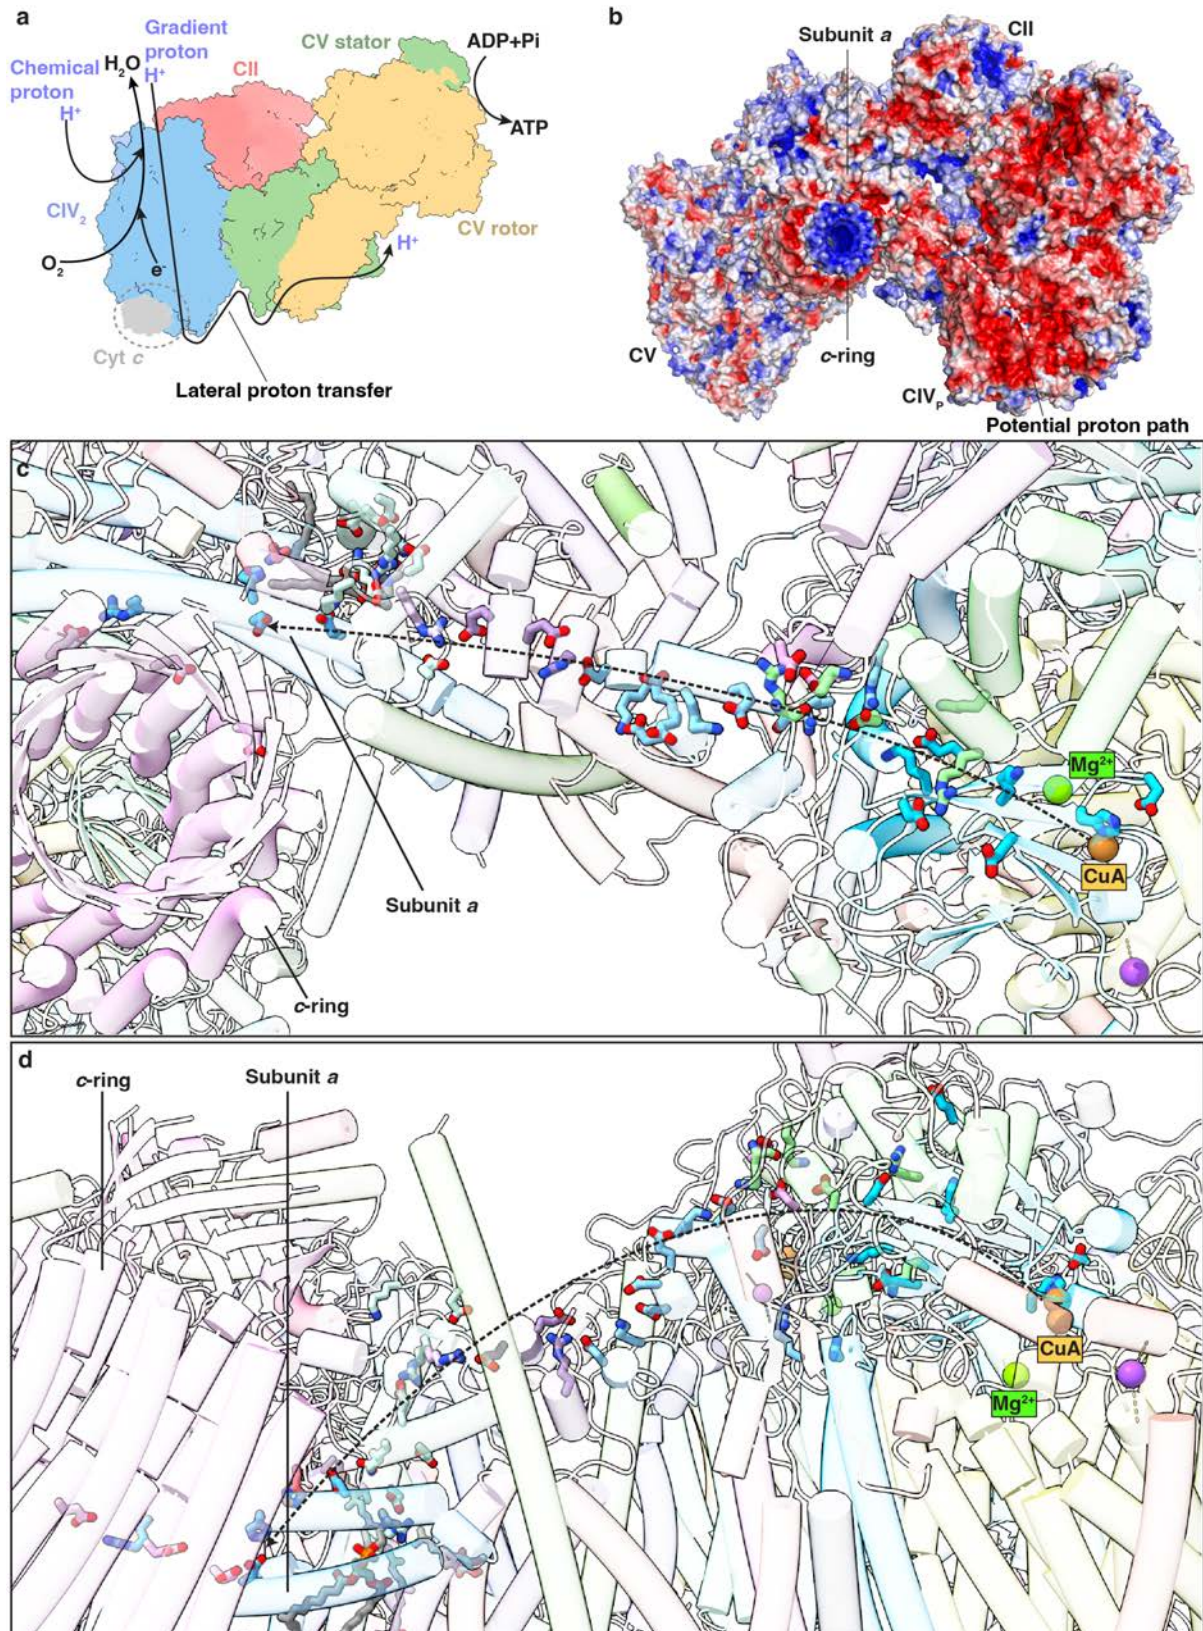 a
Chemical
proton
H⁺
H₂O
Gradient
proton
H⁺
CII
CV stator
ADP+Pi
ATP
CIV₂
O₂
e⁻
CV rotor
H⁺
Cyt c
Lateral proton transfer
b
Subunit a
CII
CV
c-ring
CIVP
Potential proton path
c
Mg²⁺
CuA
Subunit a
c-ring
d
c-ring
Subunit a
CuA
Mg²⁺